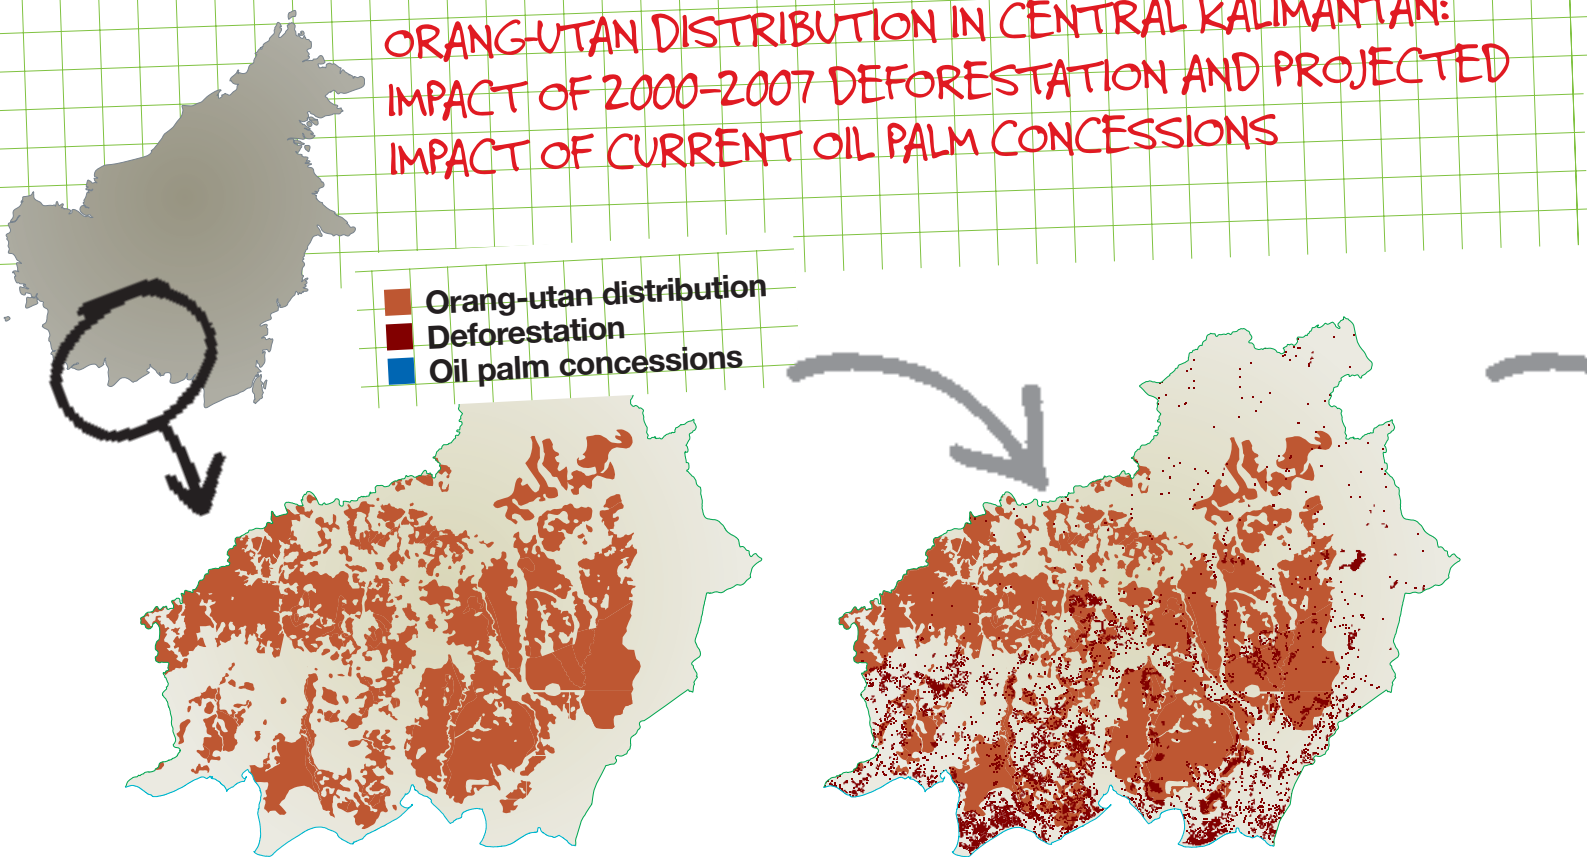 ORANG-UTAN DISTRIBUTION IN CENTRAL KALIMANTAN:
IMPACT OF 2000-2007 DEFORESTATION AND PROJECTED
IMPACT OF CURRENT OIL PALM CONCESSIONS
Orang-utan distribution
Deforestation
Oil palm concessions